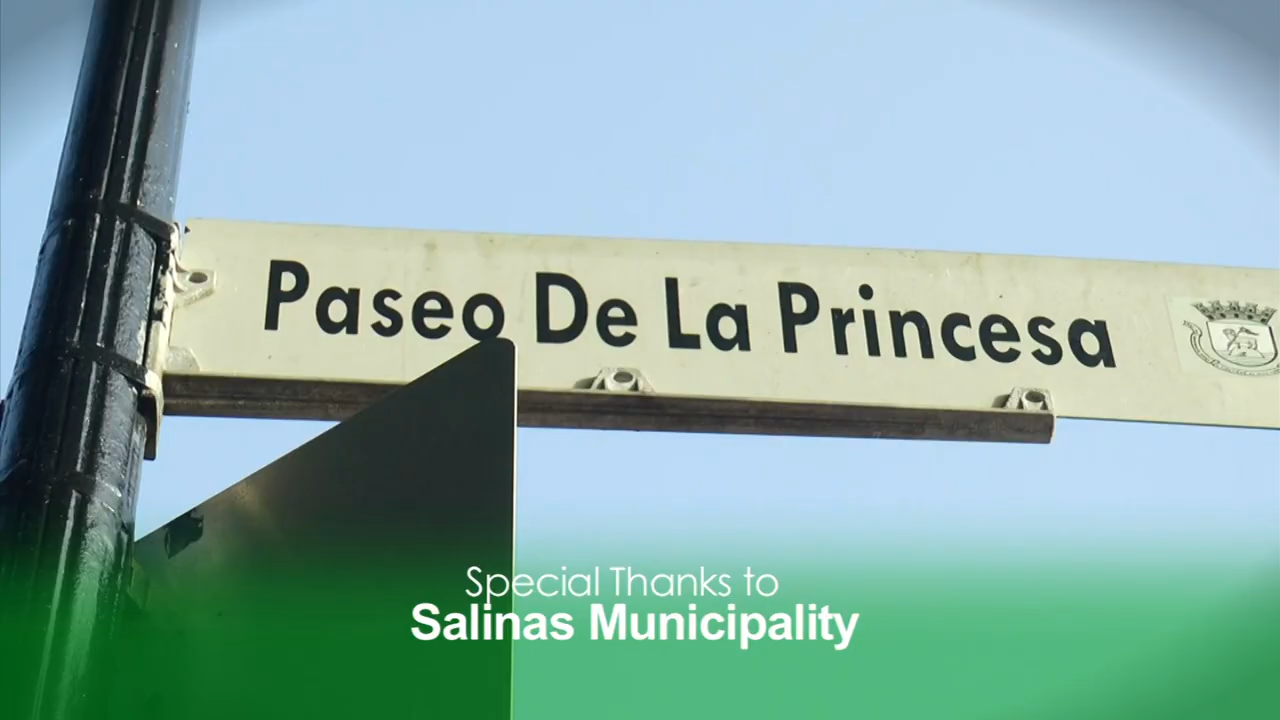 Paseo De La Princesa
Special Thanks to
Salinas Municipality